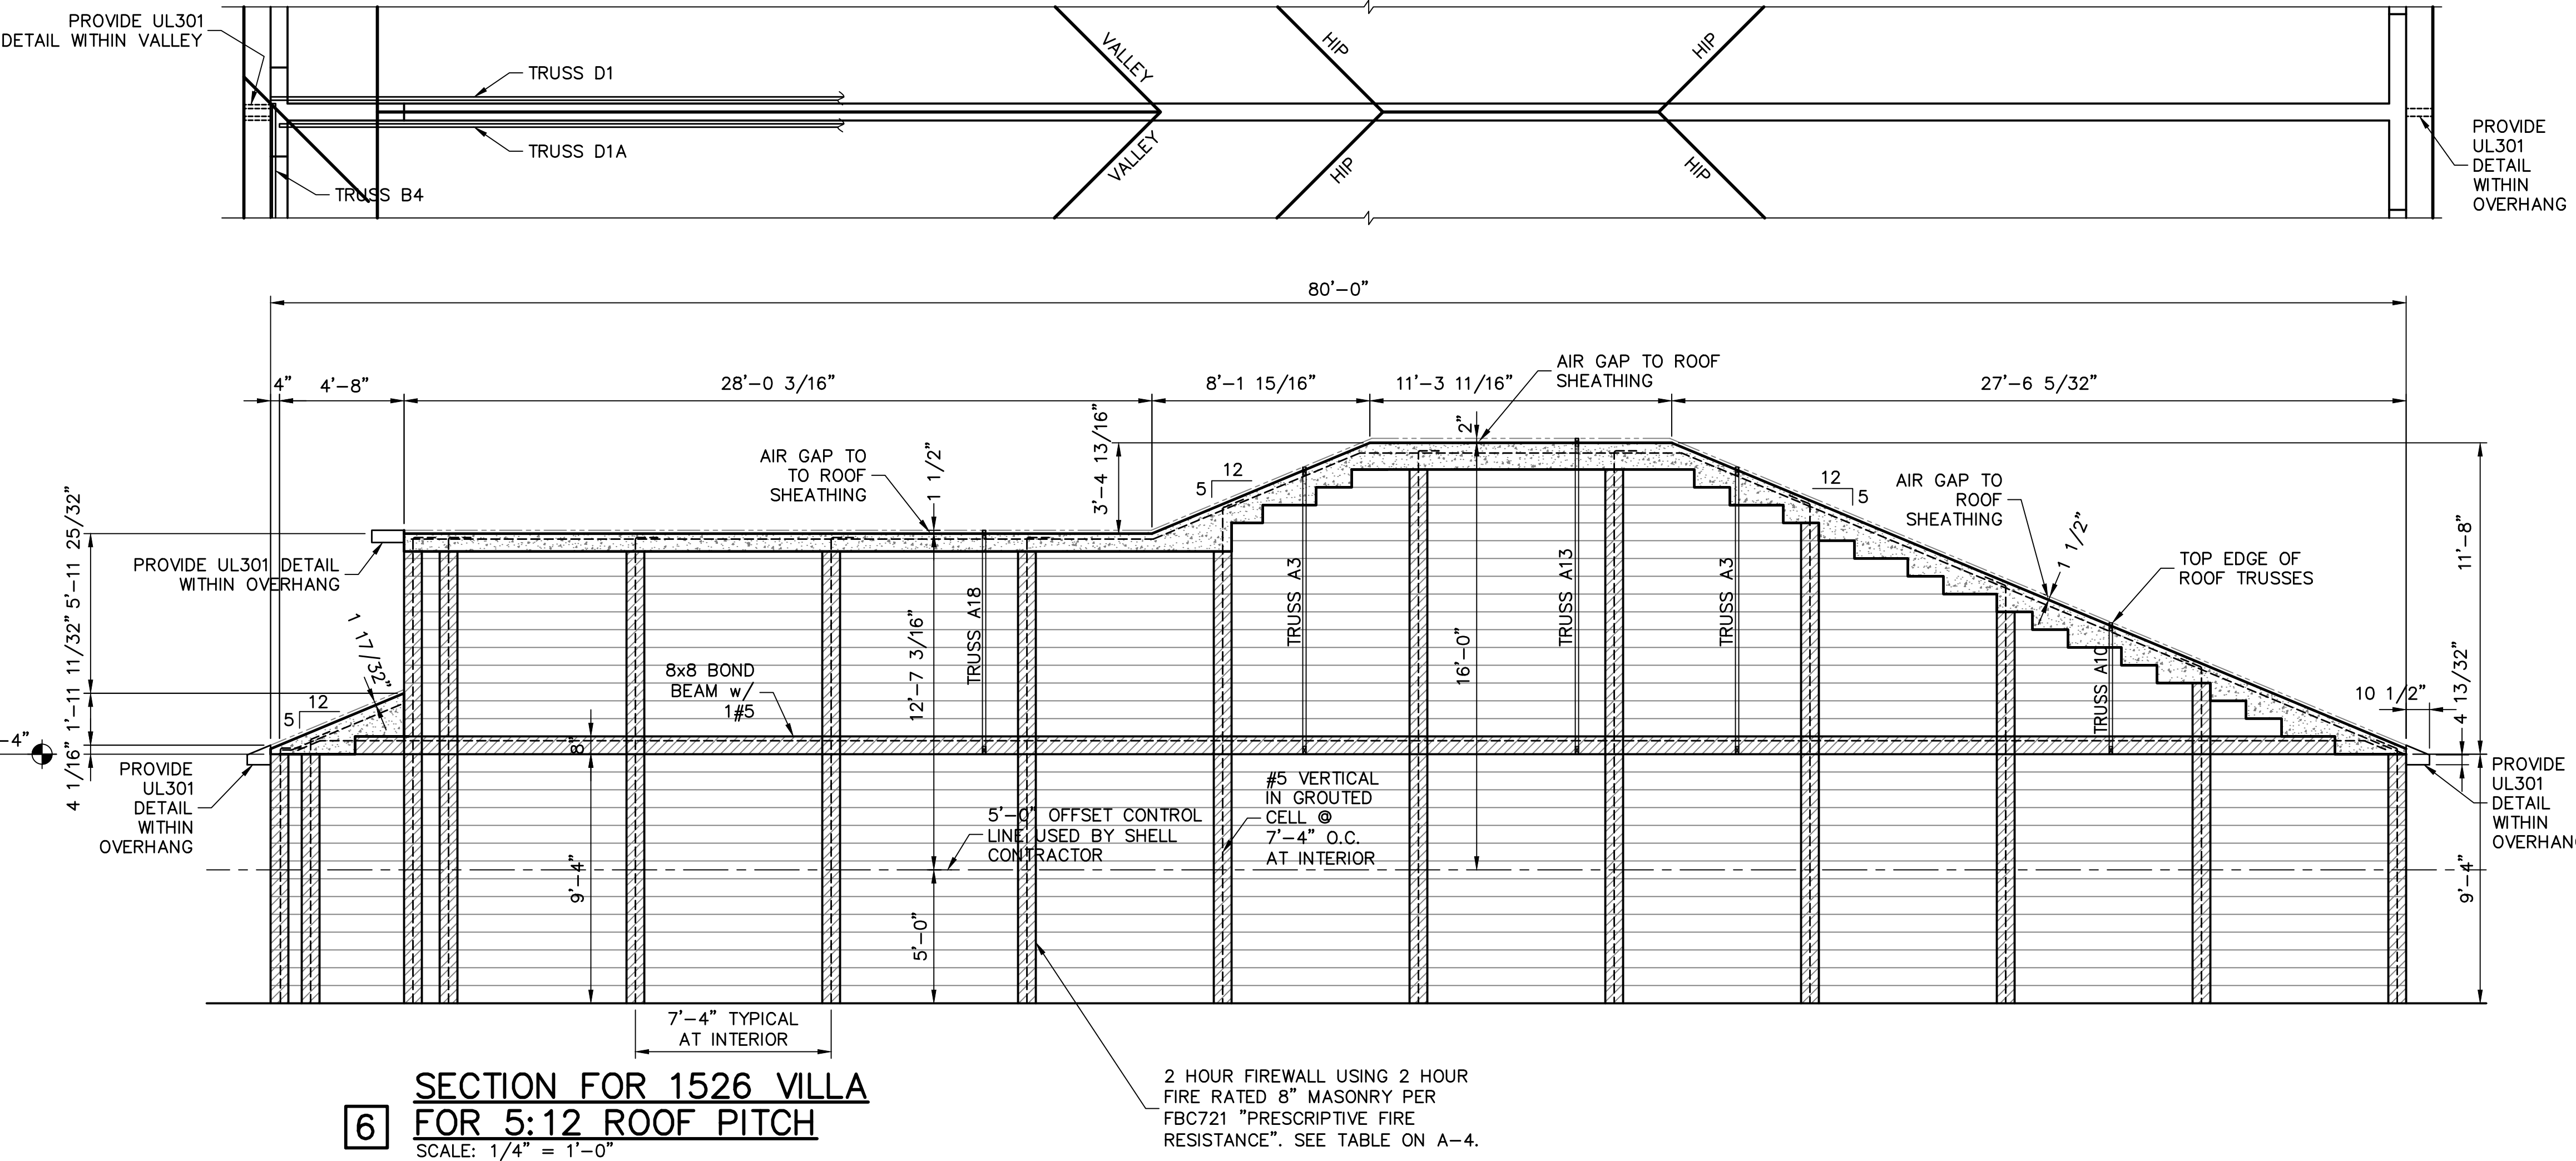 PROVIDE UL301
DETAIL WITHIN VALLEY
TRUSS D1
TRUSS D1A
TRUSS B4
VALLEY
VALLEY
HIP
HIP
HIP
HIP
PROVIDE
UL301
DETAIL
WITHIN
OVERHANG
80'-0"
4"
4'-8"
28'-0 3/16"
8'-1 15/16"
11'-3 11/16"
27'-6 5/32"
AIR GAP TO ROOF
SHEATHING
2"
3'-4 13/16"
1 1/2"
AIR GAP TO
TO ROOF
SHEATHING
12
5
12
5
AIR GAP TO
ROOF
SHEATHING
1 1/2"
TOP EDGE OF
ROOF TRUSSES
11'-8"
5'-11 25/32"
1'-11 11/32"
4 1/16"
PROVIDE UL301 DETAIL
WITHIN OVERHANG
1 17/32"
12
5
8x8 BOND
BEAM w/
1#5
12'-7 3/16"
TRUSS A18
TRUSS A3
16'-0"
TRUSS A13
TRUSS A3
TRUSS A10
10 1/2"
4 13/32"
-4"
8"
PROVIDE
UL301
DETAIL
WITHIN
OVERHANG
9'-4"
5'-0"
5'-0" OFFSET CONTROL
LINE USED BY SHELL
CONTRACTOR
#5 VERTICAL
IN GROUTED
CELL @
7'-4" O.C.
AT INTERIOR
9'-4"
PROVIDE
UL301
DETAIL
WITHIN
OVERHANG
7'-4" TYPICAL
AT INTERIOR
2 HOUR FIREWALL USING 2 HOUR
FIRE RATED 8" MASONRY PER
FBC721 "PRESCRIPTIVE FIRE
RESISTANCE". SEE TABLE ON A-4.
6
SECTION FOR 1526 VILLA
FOR 5:12 ROOF PITCH
SCALE: 1/4" = 1'-0"